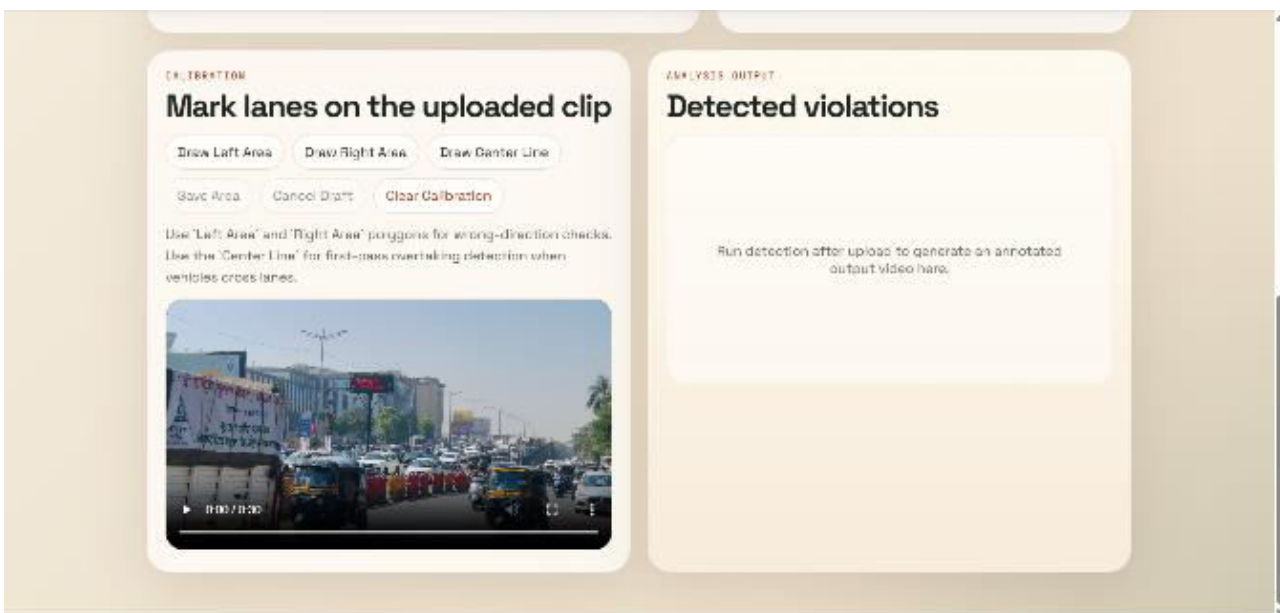 CALIBRATION
Mark lanes on the uploaded clip
Draw Left Area
Draw Right Area
Draw Center Line
Save Area
Cancel Draft
Clear Calibration
Use 'Left Area' and 'Right Area' polygons for wrong-direction checks.
Use the 'Center Line' for first-pass overtaking detection when
vehicles cross lanes.
0:00 / 0:30
ANALYSIS OUTPUT
Detected violations
Run detection after upload to generate an annotated
output video here.